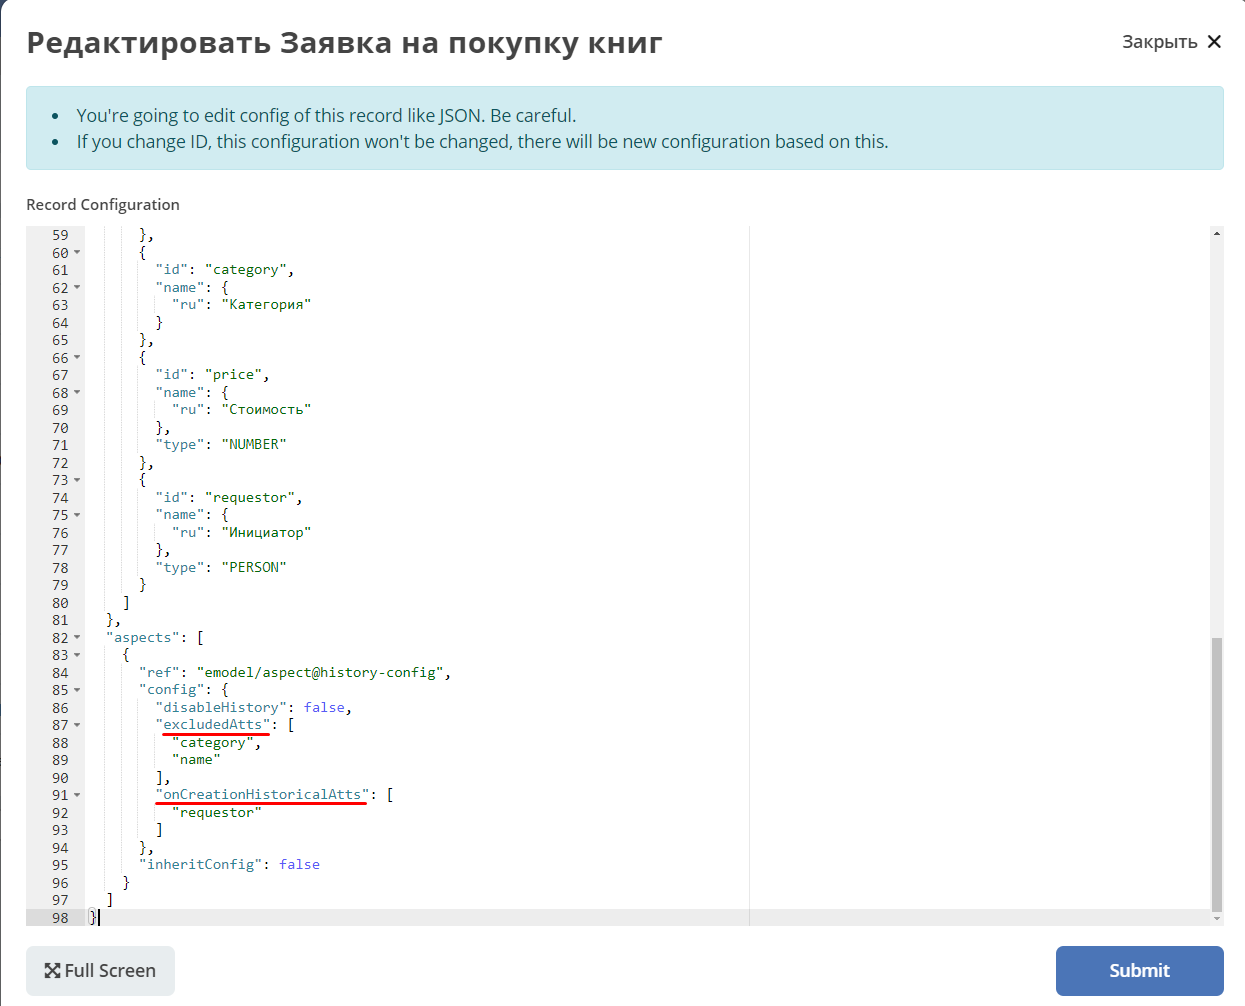 Редактировать Заявка на покупку книг
Закрыть ✕
You're going to edit config of this record like JSON. Be careful.
If you change ID, this configuration won't be changed, there will be new configuration based on this.
Record Configuration
59 },
60 {
61 "id": "category",
62 "name": {
63 "ru": "Категория"
64 }
65 },
66 {
67 "id": "price",
68 "name": {
69 "ru": "Стоимость"
70 },
71 "type": "NUMBER"
72 },
73 {
74 "id": "requestor",
75 "name": {
76 "ru": "Инициатор"
77 },
78 "type": "PERSON"
79 }
80 ]
81 },
82 "aspects": [
83 {
84 "ref": "emodel/aspect@history-config",
85 "config": {
86 "disableHistory": false,
87 "excludedAtts": [
88 "category",
89 "name"
90 ],
91 "onCreationHistoricalAtts": [
92 "requestor"
93 ]
94 },
95 "inheritConfig": false
96 }
97 ]
98 }
Full Screen
Submit